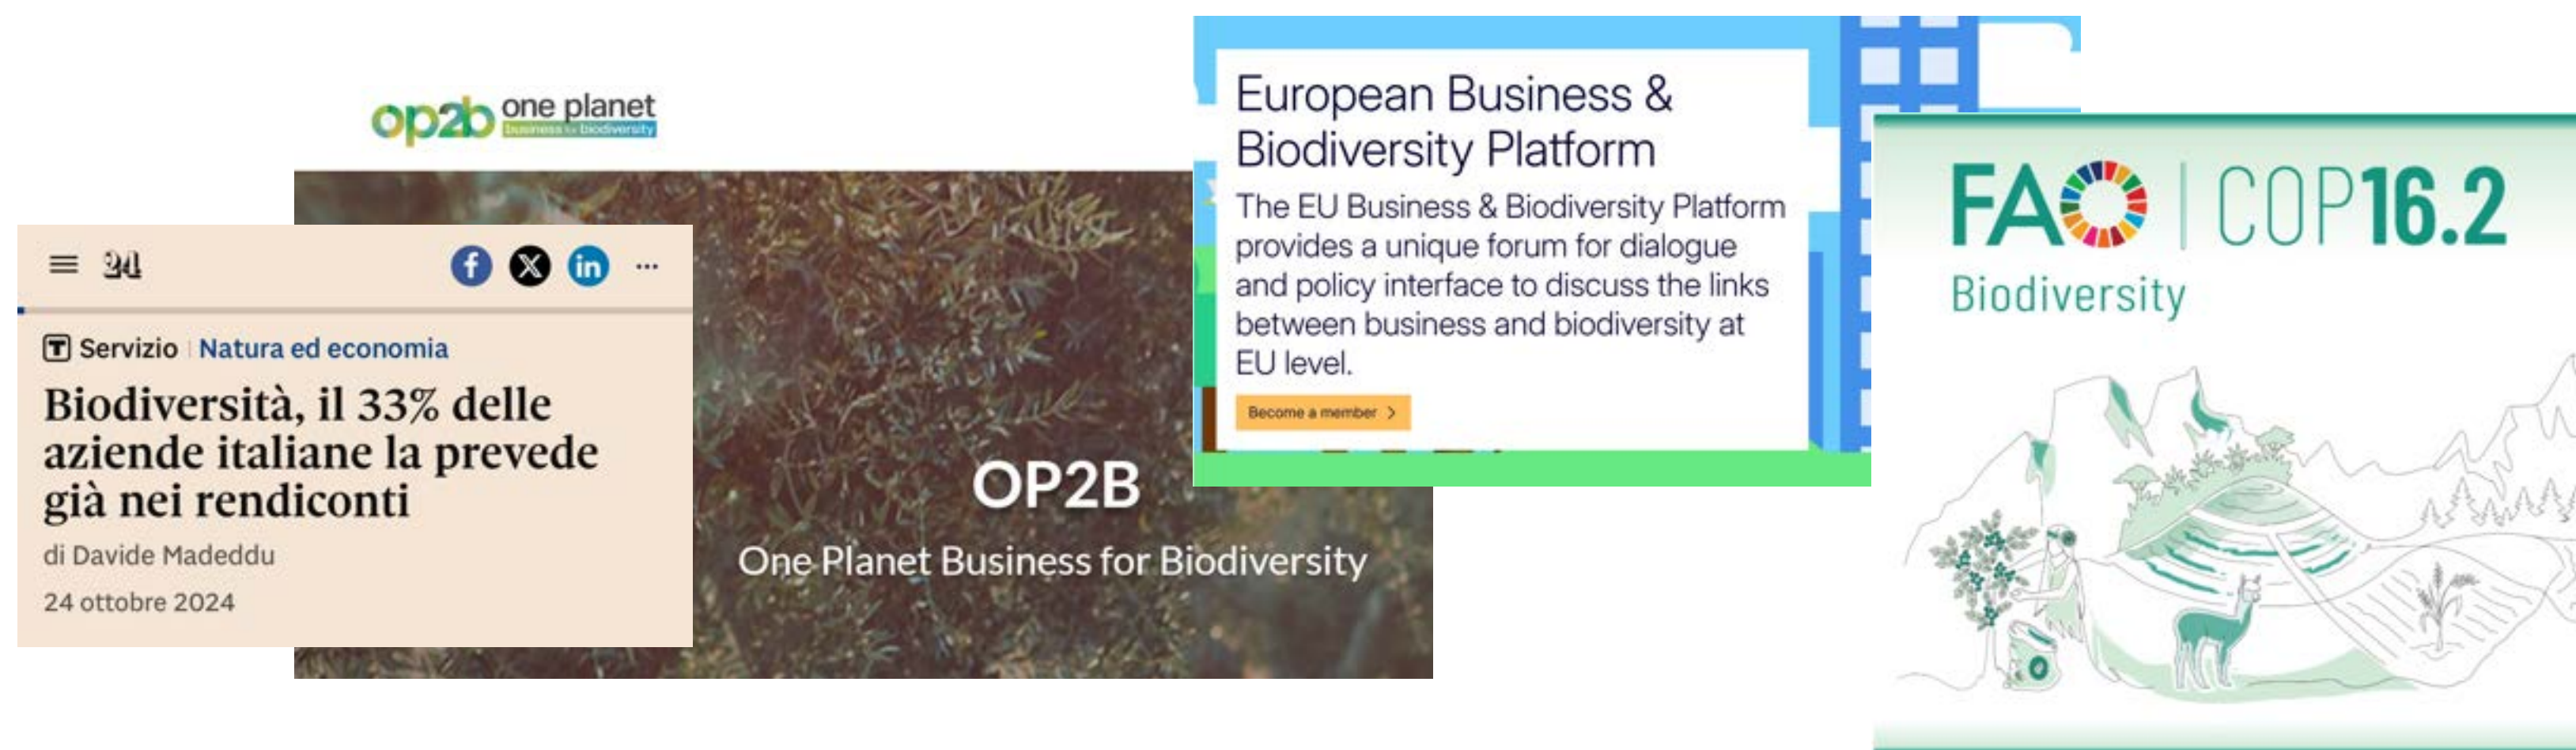 op2b one planet
business for biodiversity
24
Servizio | Natura ed economia
Biodiversità, il 33% delle
aziende italiane la prevede
già nei rendiconti
di Davide Madeddu
24 ottobre 2024
OP2B
One Planet Business for Biodiversity
European Business &
Biodiversity Platform
The EU Business & Biodiversity Platform
provides a unique forum for dialogue
and policy interface to discuss the links
between business and biodiversity at
EU level.
Become a member >
FAO | COP16.2
Biodiversity